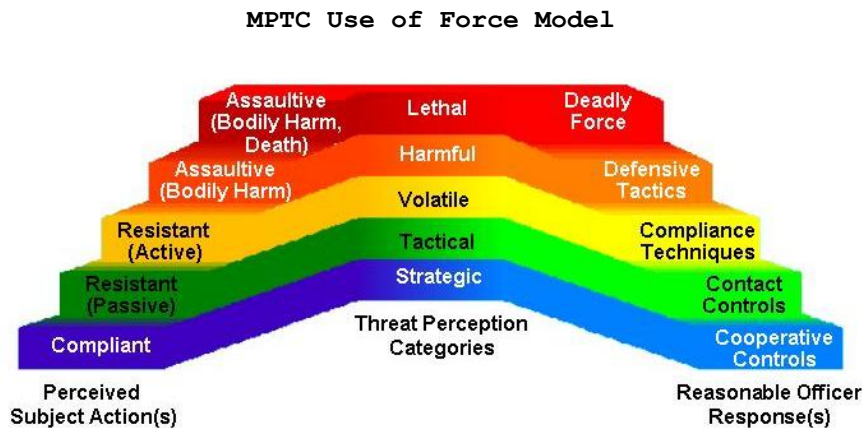 MPTC Use of Force Model
Assaultive
(Bodily Harm,
Death)
Lethal
Deadly
Force
Assaultive
(Bodily Harm)
Harmful
Defensive
Tactics
Resistant
(Active)
Volatile
Compliance
Techniques
Resistant
(Passive)
Tactical
Contact
Controls
Compliant
Strategic
Cooperative
Controls
Perceived
Subject Action(s)
Threat Perception
Categories
Reasonable Officer
Response(s)